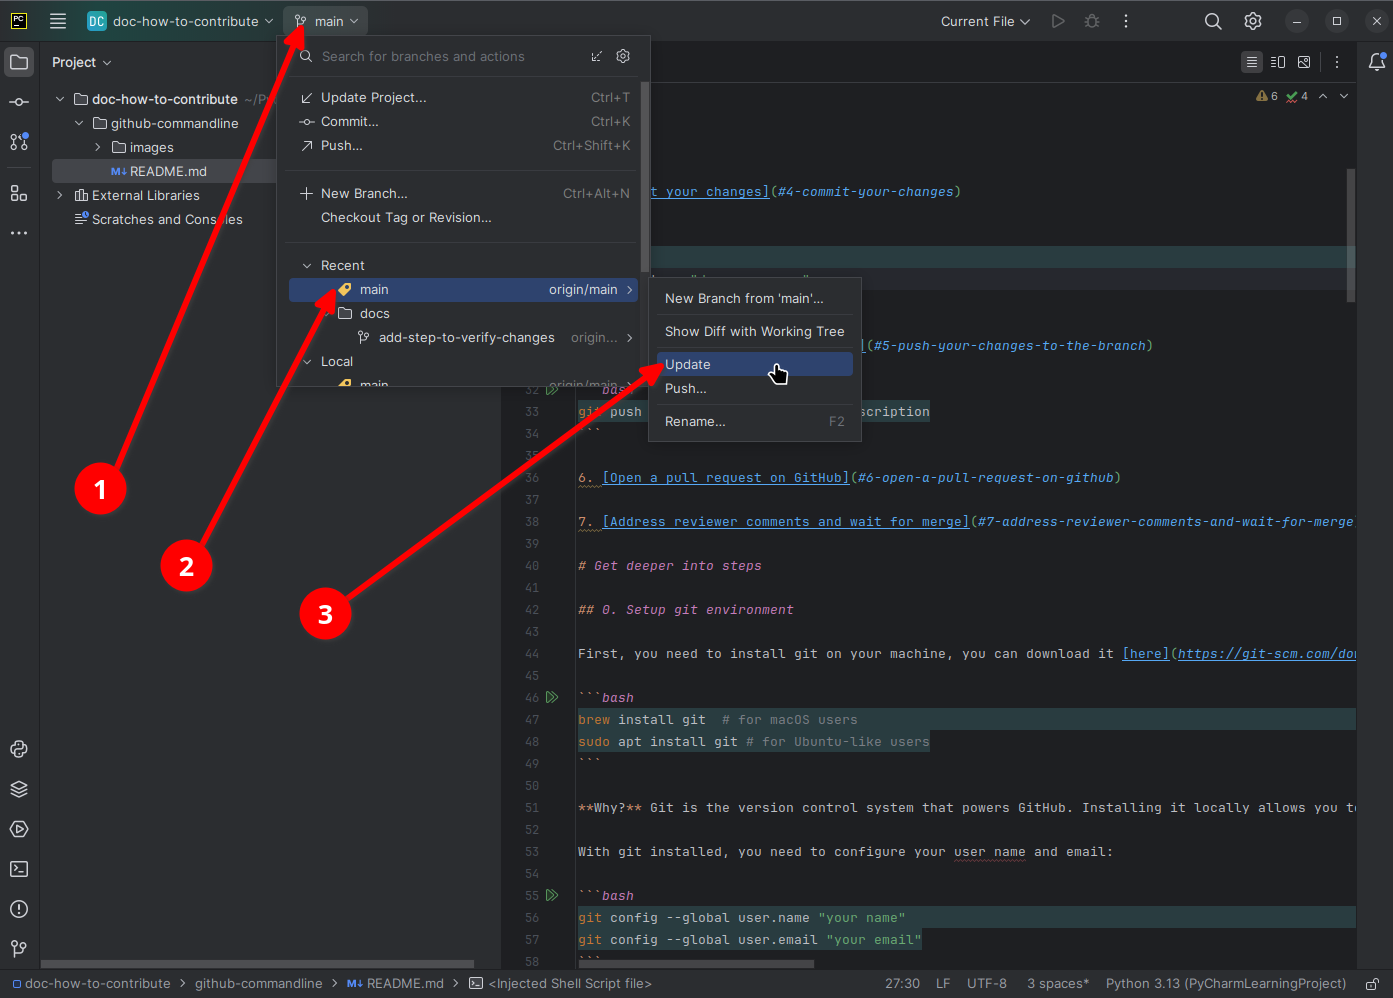 PC
DC doc-how-to-contribute main
Current File
Project
Search for branches and actions
doc-how-to-contribute
github-commandline
images
M↓ README.md
External Libraries
Scratches and Consoles
Update Project... Ctrl+T
Commit... Ctrl+K
Push... Ctrl+Shift+K
New Branch... Ctrl+Alt+N
Checkout Tag or Revision...
Recent
main origin/main
docs
add-step-to-verify-changes origin...
Local
main origin/main
New Branch from 'main'...
Show Diff with Working Tree
Update
Push...
Rename... F2
1
2
3
6 4
t your changes](#4-commit-your-changes)
](#5-push-your-changes-to-the-branch)
32 bash
33 git push scription
34 ```
35
36 6. [Open a pull request on GitHub](#6-open-a-pull-request-on-github)
37
38 7. [Address reviewer comments and wait for merge](#7-address-reviewer-comments-and-wait-for-merge
39
40 # Get deeper into steps
41
42 ## 0. Setup git environment
43
44 First, you need to install git on your machine, you can download it [here](https://git-scm.com/do
45
46 ```bash
47 brew install git # for macOS users
48 sudo apt install git # for Ubuntu-like users
49 ```
50
51 **Why?** Git is the version control system that powers GitHub. Installing it locally allows you t
52
53 With git installed, you need to configure your user name and email:
54
55 ```bash
56 git config --global user.name "your name"
57 git config --global user.email "your email"
58 ```
doc-how-to-contribute > github-commandline > M↓ README.md > <Injected Shell Script file>
27:30 LF UTF-8 3 spaces* Python 3.13 (PyCharmLearningProject)